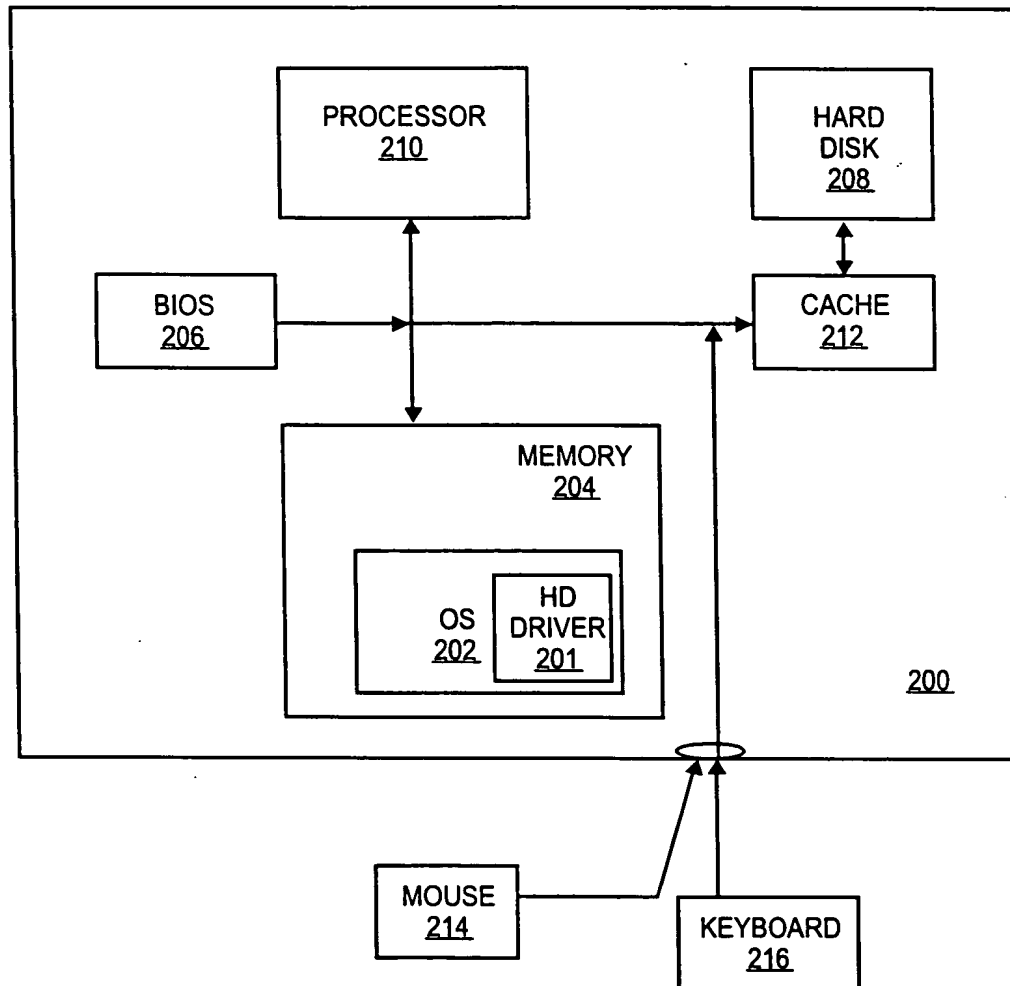 PROCESSOR
210
HARD
DISK
208
BIOS
206
CACHE
212
MEMORY
204
OS
202
HD
DRIVER
201
200
MOUSE
214
KEYBOARD
216